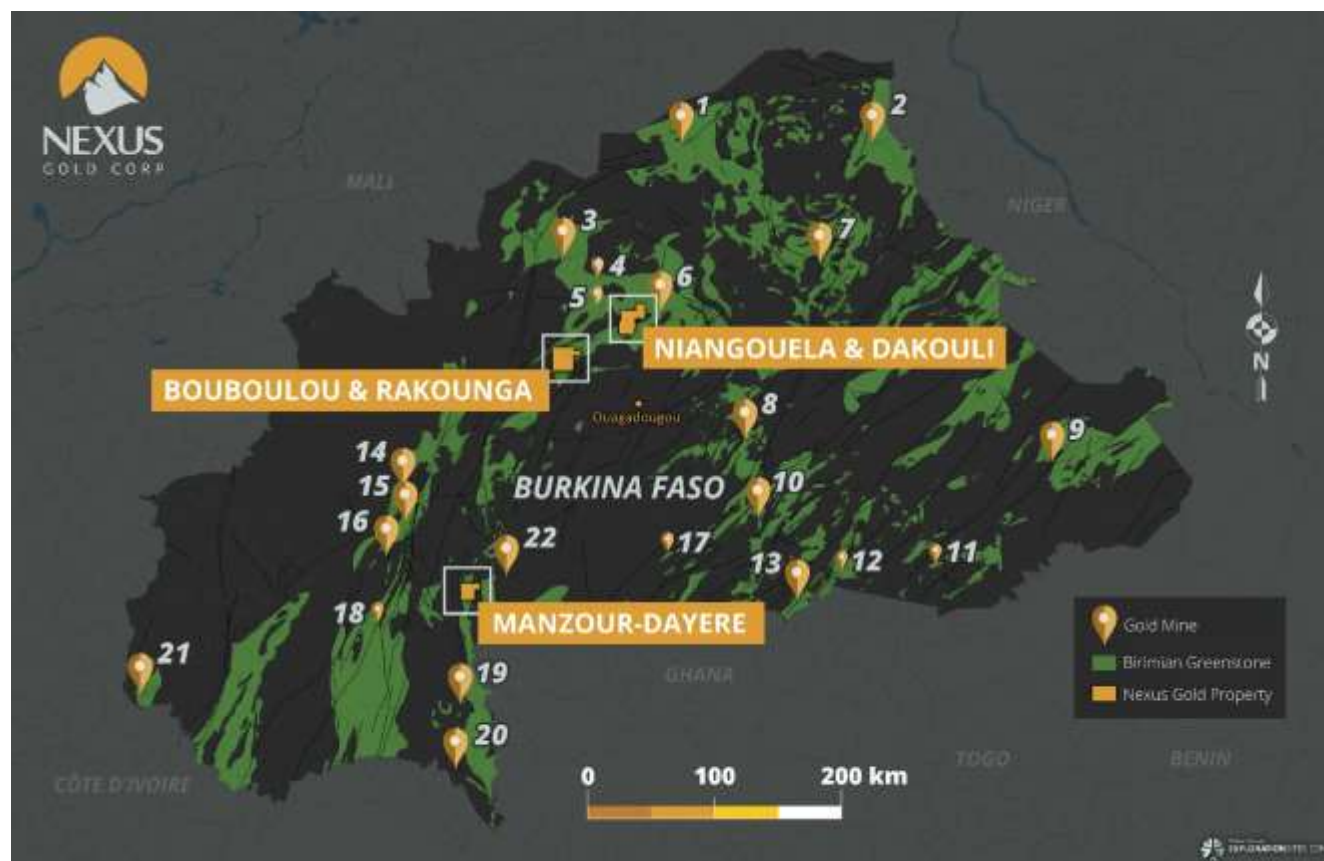 NEXUS
GOLD CORP
MALI
NIGER
1
2
3
4
5
6
7
NIANGOUELA & DAKOULI
BOUBOULOU & RAKOUNGA
Ouagadougou
8
9
N
BURKINA FASO
10
11
12
13
14
15
16
17
22
18
MANZOUR-DAYERE
21
19
20
GHANA
Gold Mine
Birimian Greenstone
Nexus Gold Property
CÔTE D'IVOIRE
TOGO
BENIN
0 100 200 km